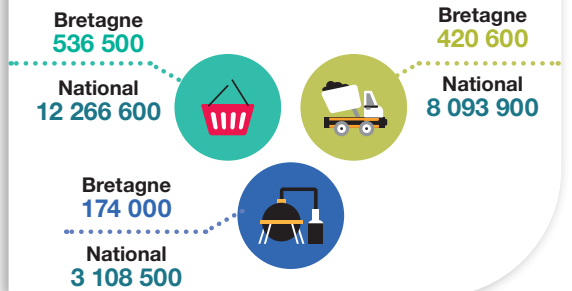 Bretagne
536 500
National
12 266 600
Bretagne
420 600
National
8 093 900
Bretagne
174 000
National
3 108 500